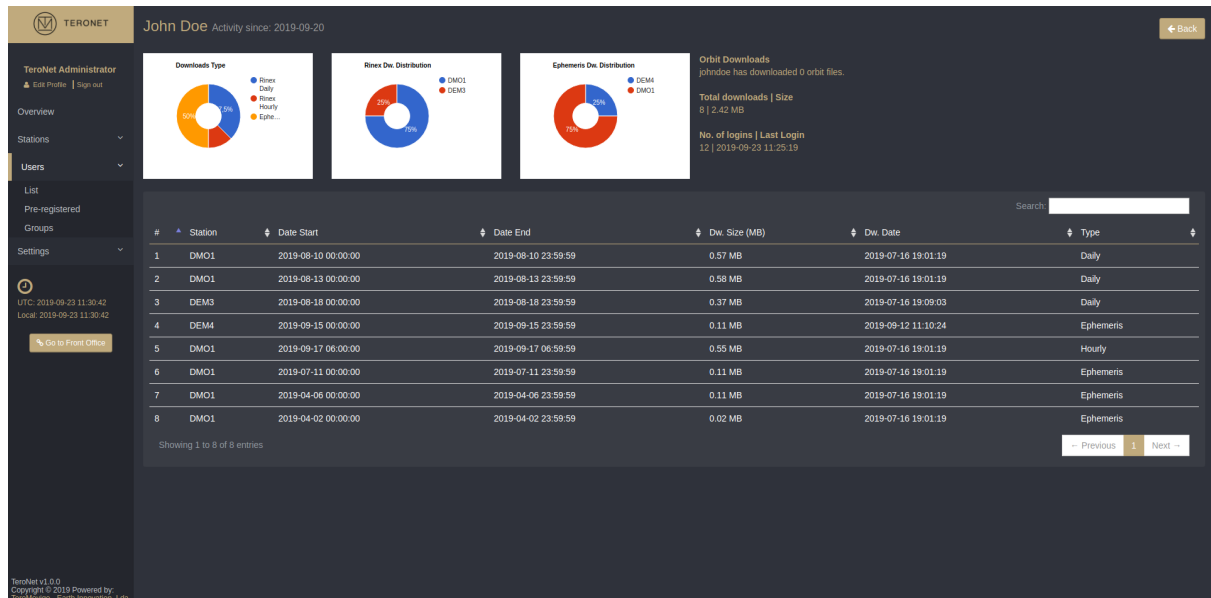 TERONET
John Doe Activity since: 2019-09-20
Back
TeroNet Administrator
Edit Profile | Sign out
Overview
Stations
Users
List
Pre-registered
Groups
Settings
UTC: 2019-09-23 11:30:42
Local: 2019-09-23 11:30:42
Go to Front Office
Downloads Type
Rinex
Daily
Rinex
Hourly
Ephe...
7.5%
50%
Rinex Dw. Distribution
DMO1
DEM3
25%
75%
Ephemeris Dw. Distribution
DEM4
DMO1
25%
75%
Orbit Downloads
johndoe has downloaded 0 orbit files.
Total downloads | Size
8 | 2.42 MB
No. of logins | Last Login
12 | 2019-09-23 11:25:19
Search:
# Station Date Start Date End Dw. Size (MB) Dw. Date Type
1 DMO1 2019-08-10 00:00:00 2019-08-10 23:59:59 0.57 MB 2019-07-16 19:01:19 Daily
2 DMO1 2019-08-13 00:00:00 2019-08-13 23:59:59 0.58 MB 2019-07-16 19:01:19 Daily
3 DEM3 2019-08-18 00:00:00 2019-08-18 23:59:59 0.37 MB 2019-07-16 19:09:03 Daily
4 DEM4 2019-09-15 00:00:00 2019-09-15 23:59:59 0.11 MB 2019-09-12 11:10:24 Ephemeris
5 DMO1 2019-09-17 06:00:00 2019-09-17 06:59:59 0.55 MB 2019-07-16 19:01:19 Hourly
6 DMO1 2019-07-11 00:00:00 2019-07-11 23:59:59 0.11 MB 2019-07-16 19:01:19 Ephemeris
7 DMO1 2019-04-06 00:00:00 2019-04-06 23:59:59 0.11 MB 2019-07-16 19:01:19 Ephemeris
8 DMO1 2019-04-02 00:00:00 2019-04-02 23:59:59 0.02 MB 2019-07-16 19:01:19 Ephemeris
Showing 1 to 8 of 8 entries
← Previous 1 Next →
TeroNet v1.0.0
Copyright © 2019 Powered by: